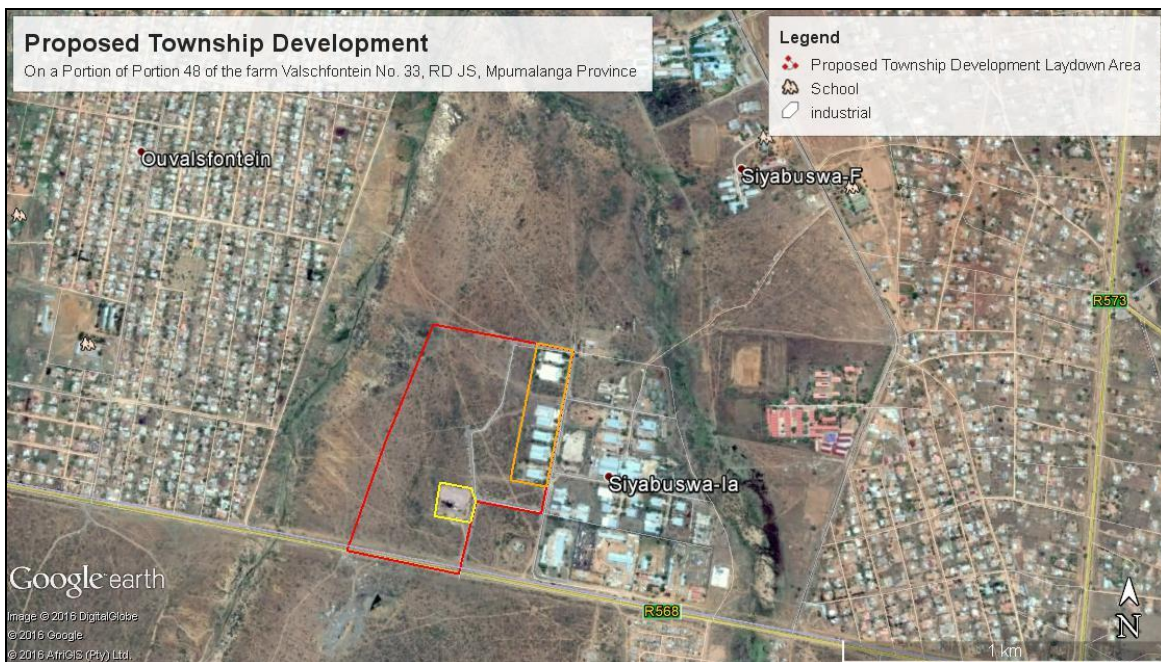 Proposed Township Development
On a Portion of Portion 48 of the farm Valschfontein No. 33, RD JS, Mpumalanga Province
Legend
Proposed Township Development Laydown Area
School
industrial
Ouvalsfontein
Siyabuswa-F
R573
Siyabuswa-Ia
R568
Google earth
Image © 2016 DigitalGlobe
© 2016 Google
© 2016 AfriGIS (Pty) Ltd.
N
1 km